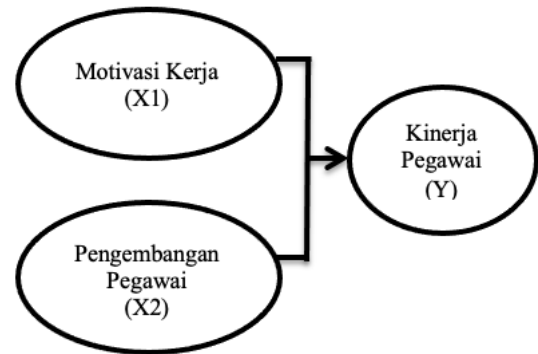 Motivasi Kerja
(X1)
Kinerja
Pegawai
(Y)
Pengembangan
Pegawai
(X2)